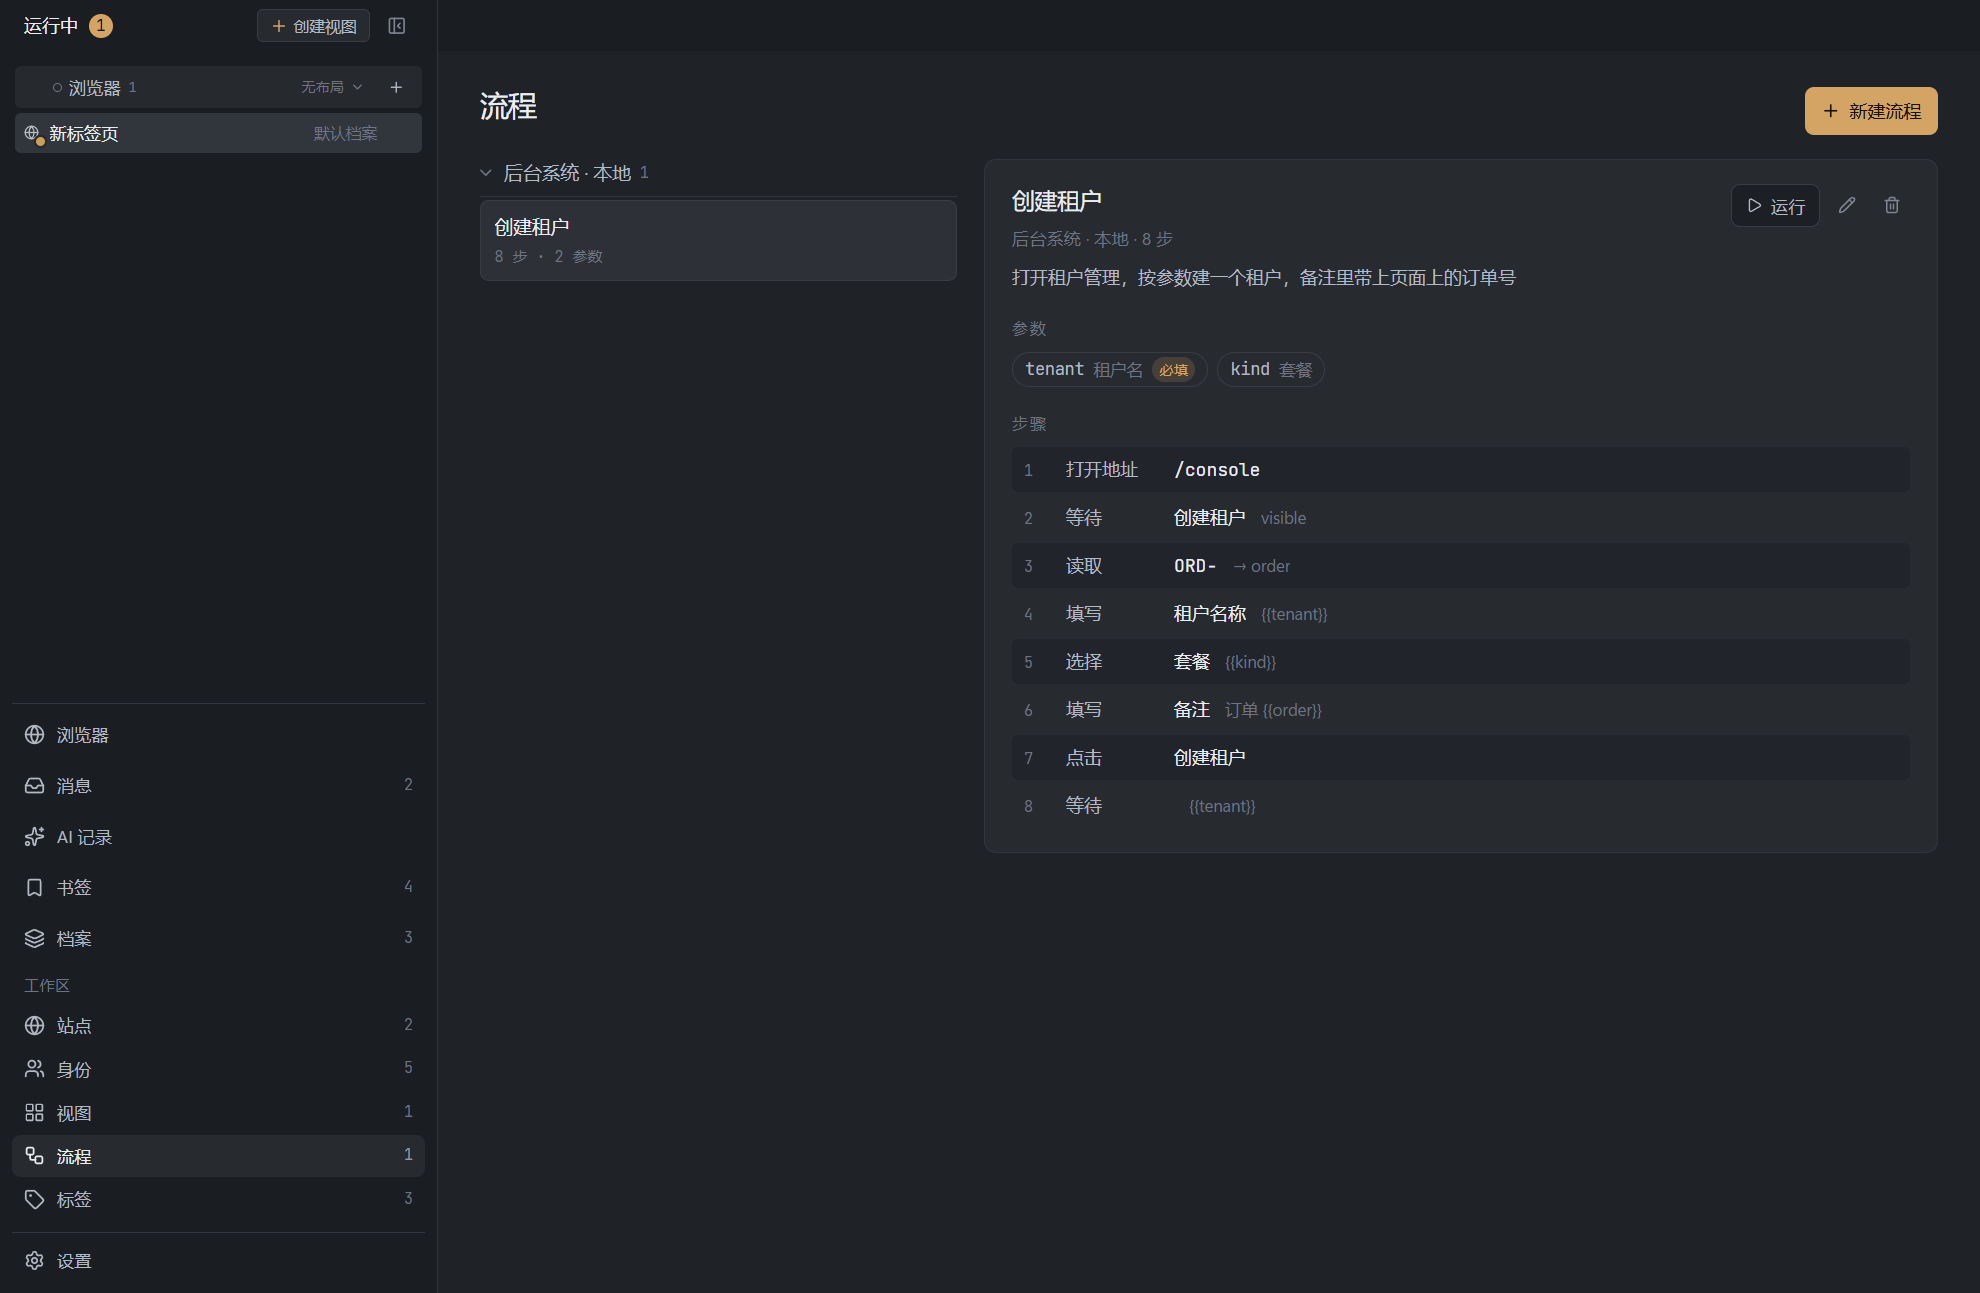 运行中 1
创建视图
浏览器 1
无布局
新标签页
默认档案
浏览器
消息 2
AI 记录
书签 4
档案 3
工作区
站点 2
身份 5
视图 1
流程 1
标签 3
设置
流程
新建流程
后台系统 · 本地 1
创建租户
8 步 · 2 参数
创建租户
运行
后台系统 · 本地 · 8 步
打开租户管理，按参数建一个租户，备注里带上页面上的订单号
参数
tenant 租户名 必填
kind 套餐
步骤
1 打开地址 /console
2 等待 创建租户 visible
3 读取 ORD- → order
4 填写 租户名称 {{tenant}}
5 选择 套餐 {{kind}}
6 填写 备注 订单 {{order}}
7 点击 创建租户
8 等待 {{tenant}}